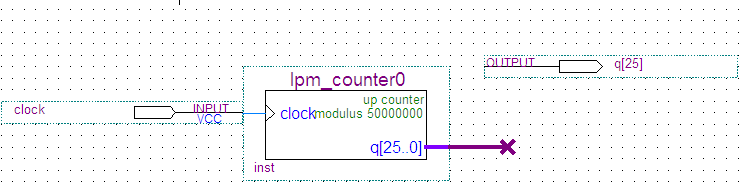 lpm_counter0
OUTPUT
q[25]
up counter
clock
INPUT
VCC
clock
modulus 50000000
q[25..0]
inst